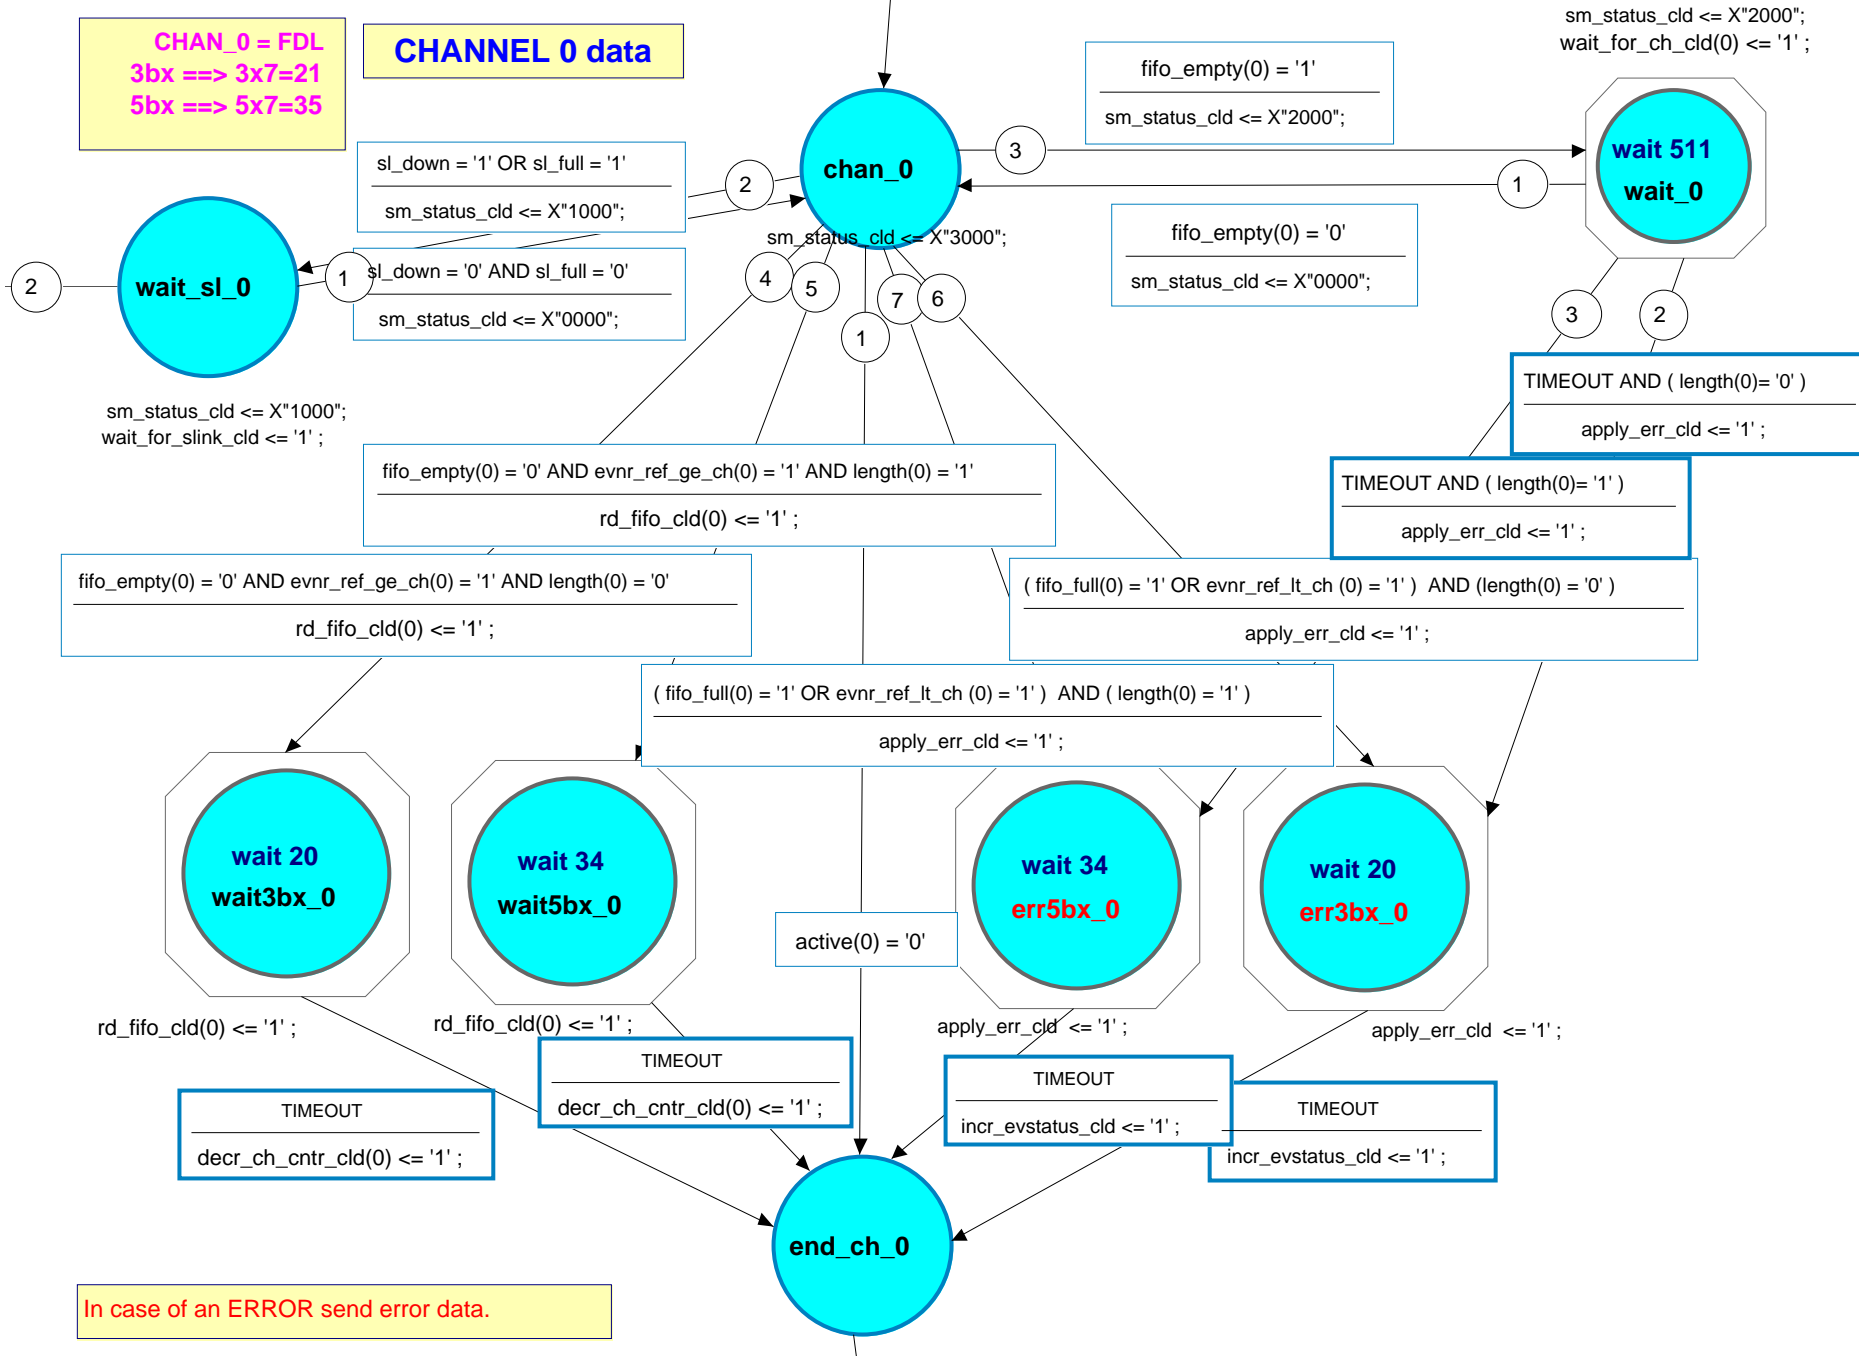 sm_status_cld <= X"2000";
wait_for_ch_cld(0) <= '1' ;
CHAN_0 = FDL
3bx ==> 3x7=21
5bx ==> 5x7=35
CHANNEL 0 data
fifo_empty(0) = '1'
sm_status_cld <= X"2000";
sl_down = '1' OR sl_full = '1'
sm_status_cld <= X"1000";
2
chan_0
3
1
wait 511
wait_0
fifo_empty(0) = '0'
sm_status_cld <= X"0000";
sm_status_cld <= X"3000";
2
wait_sl_0
1
sl_down = '0' AND sl_full = '0'
sm_status_cld <= X"0000";
4
5
1
7
6
3
2
sm_status_cld <= X"1000";
wait_for_slink_cld <= '1' ;
TIMEOUT AND ( length(0)= '0' )
apply_err_cld <= '1' ;
fifo_empty(0) = '0' AND evnr_ref_ge_ch(0) = '1' AND length(0) = '1'
rd_fifo_cld(0) <= '1' ;
TIMEOUT AND ( length(0)= '1' )
apply_err_cld <= '1' ;
fifo_empty(0) = '0' AND evnr_ref_ge_ch(0) = '1' AND length(0) = '0'
rd_fifo_cld(0) <= '1' ;
( fifo_full(0) = '1' OR evnr_ref_lt_ch (0) = '1' ) AND (length(0) = '0' )
apply_err_cld <= '1' ;
( fifo_full(0) = '1' OR evnr_ref_lt_ch (0) = '1' ) AND ( length(0) = '1' )
apply_err_cld <= '1' ;
wait 20
wait3bx_0
wait 34
wait5bx_0
wait 34
err5bx_0
wait 20
err3bx_0
active(0) = '0'
rd_fifo_cld(0) <= '1' ;
rd_fifo_cld(0) <= '1' ;
apply_err_cld <= '1' ;
apply_err_cld <= '1' ;
TIMEOUT
decr_ch_cntr_cld(0) <= '1' ;
TIMEOUT
decr_ch_cntr_cld(0) <= '1' ;
TIMEOUT
incr_evstatus_cld <= '1' ;
TIMEOUT
incr_evstatus_cld <= '1' ;
end_ch_0
In case of an ERROR send error data.